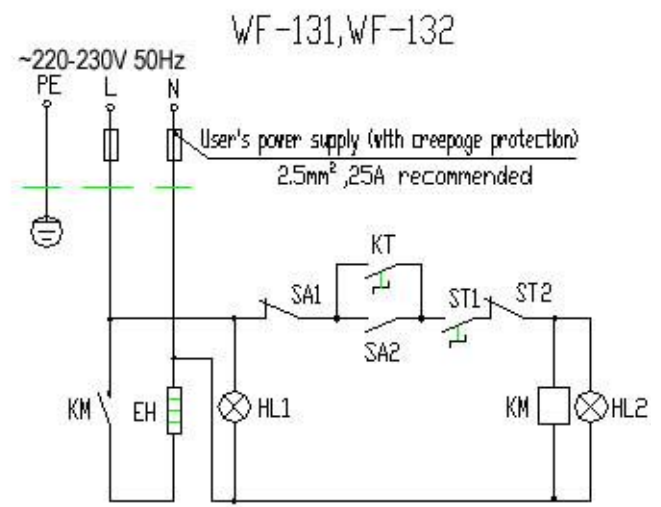 WF-131,WF-132
~220-230V 50Hz
PE L N
User's power supply (with creepage protection)
2.5mm² ,25A recommended
KT
SA1 ST1 ST2
SA2
KM EH HL1 KM HL2